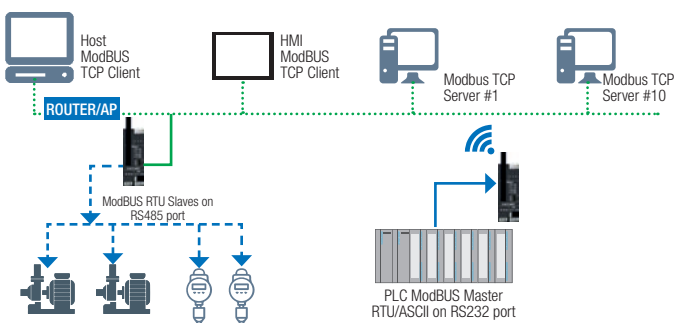 Host
ModBUS
TCP Client
HMI
ModBUS
TCP Client
Modbus TCP
Server #1
Modbus TCP
Server #10
ROUTER/AP
ModBUS RTU Slaves on
RS485 port
PLC ModBUS Master
RTU/ASCII on RS232 port